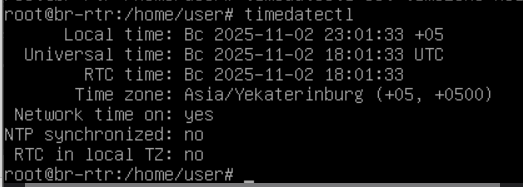 root@br-rtr:/home/user# timedatectl
Local time: Вс 2025-11-02 23:01:33 +05
Universal time: Вс 2025-11-02 18:01:33 UTC
RTC time: Вс 2025-11-02 18:01:33
Time zone: Asia/Yekaterinburg (+05, +0500)
Network time on: yes
NTP synchronized: no
RTC in local TZ: no
root@br-rtr:/home/user# _